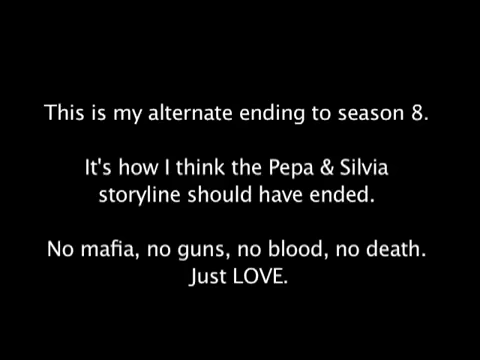 This is my alternate ending to season 8.
It's how I think the Pepa & Silvia
storyline should have ended.
No mafia, no guns, no blood, no death.
Just LOVE.